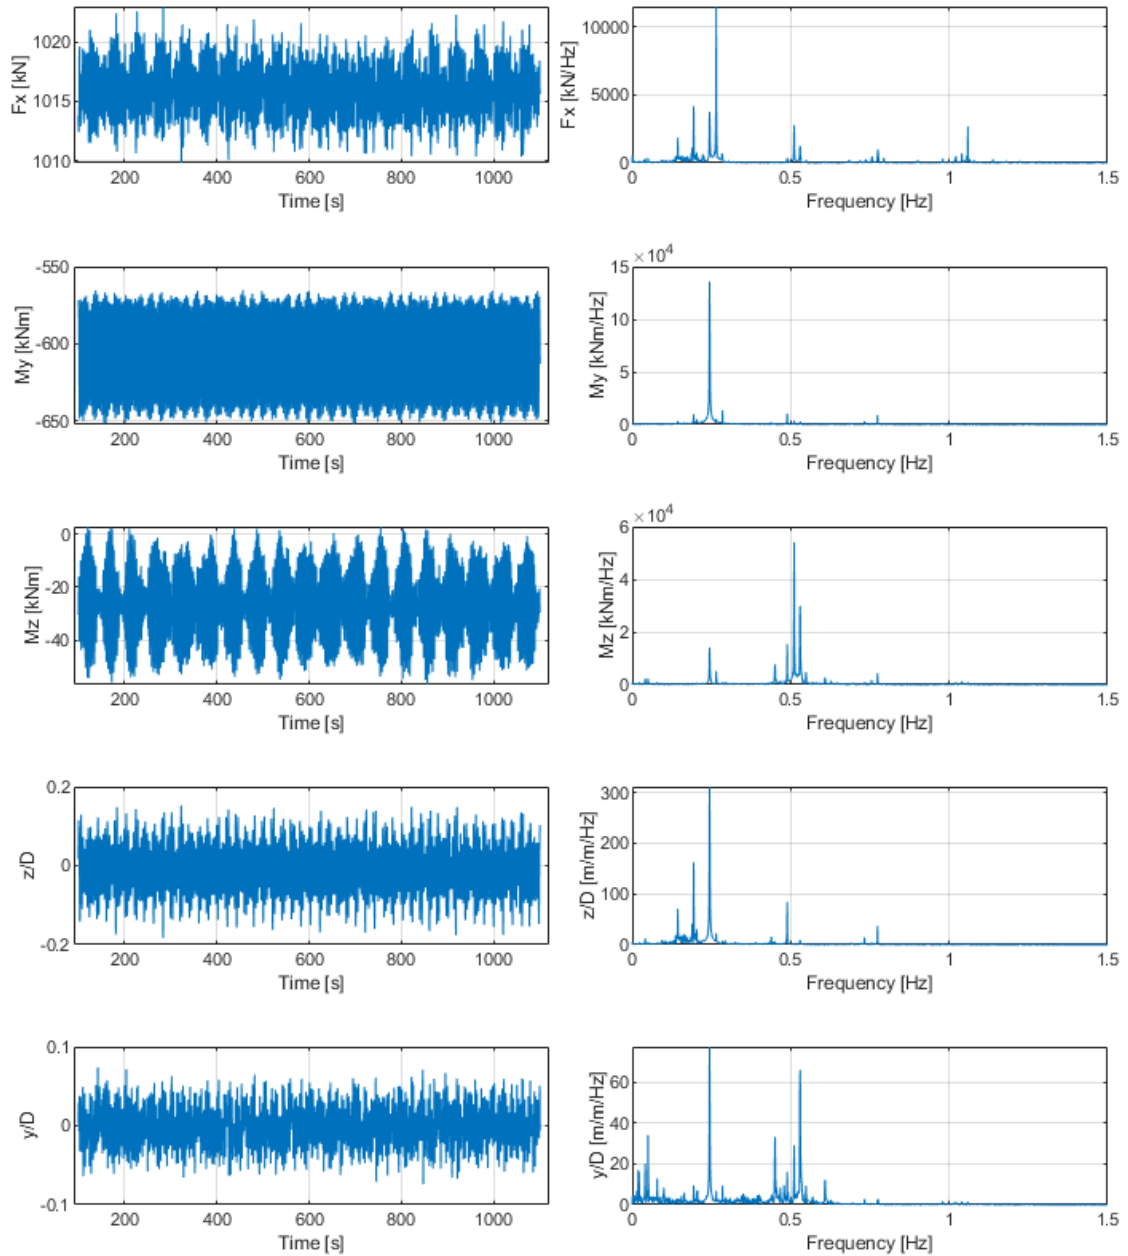 Fx [kN]
1020
1015
1010
200 400 600 800 1000
Time [s]
Fx [kN/Hz]
10000
5000
0
0 0.5 1 1.5
Frequency [Hz]
My [kNm]
-550
-600
-650
200 400 600 800 1000
Time [s]
My [kNm/Hz]
×10⁴
15
10
5
0
0 0.5 1 1.5
Frequency [Hz]
Mz [kNm]
0
-20
-40
200 400 600 800 1000
Time [s]
Mz [kNm/Hz]
×10⁴
6
4
2
0
0 0.5 1 1.5
Frequency [Hz]
z/D
0.2
0
-0.2
200 400 600 800 1000
Time [s]
z/D [m/m/Hz]
300
200
100
0
0 0.5 1 1.5
Frequency [Hz]
y/D
0.1
0
-0.1
200 400 600 800 1000
Time [s]
y/D [m/m/Hz]
60
40
20
0
0 0.5 1 1.5
Frequency [Hz]